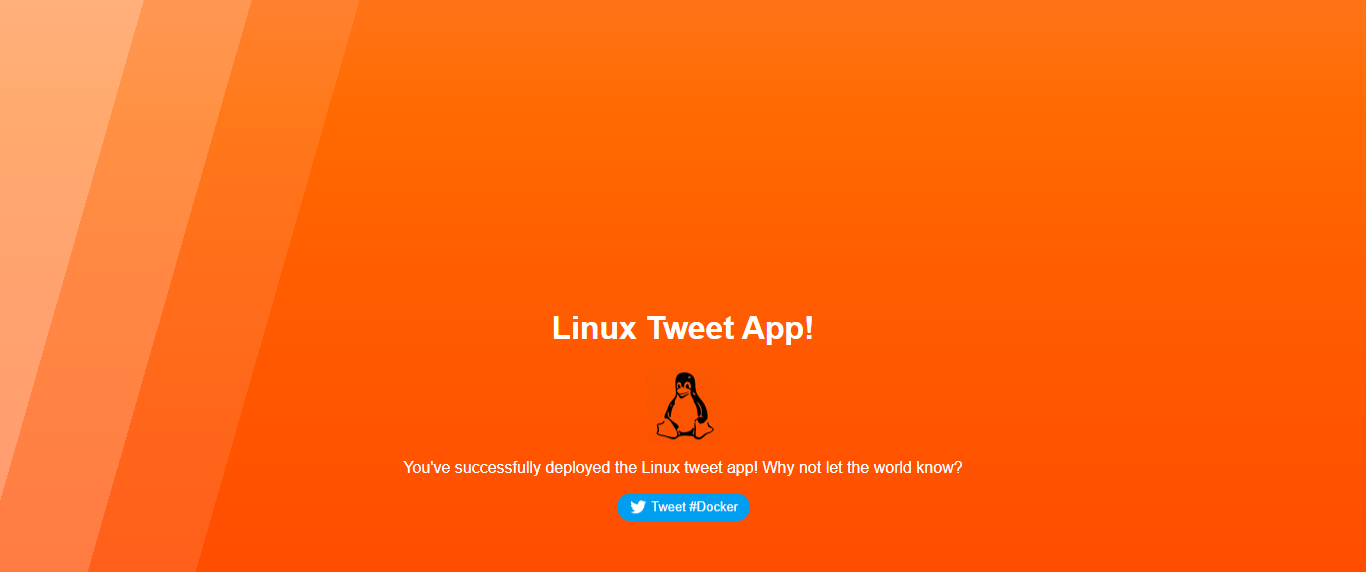 Linux Tweet App!
You've successfully deployed the Linux tweet app! Why not let the world know?
Tweet #Docker